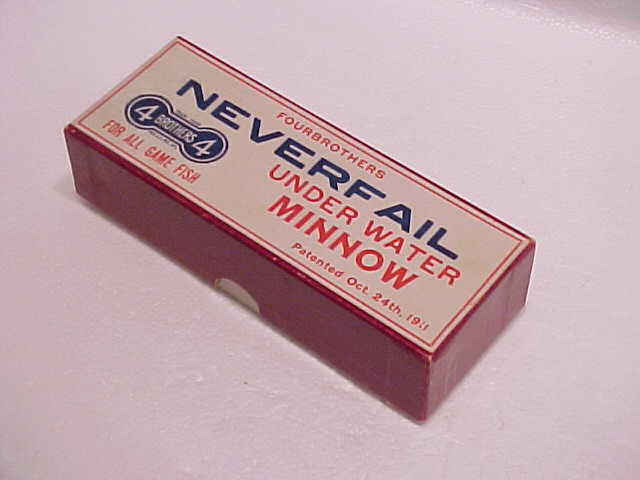 FOURBROTHERS
NEVERFAIL
UNDER WATER
MINNOW
Patented Oct. 24th, 1911
4 BROTHERS 4
FOR ALL GAME FISH